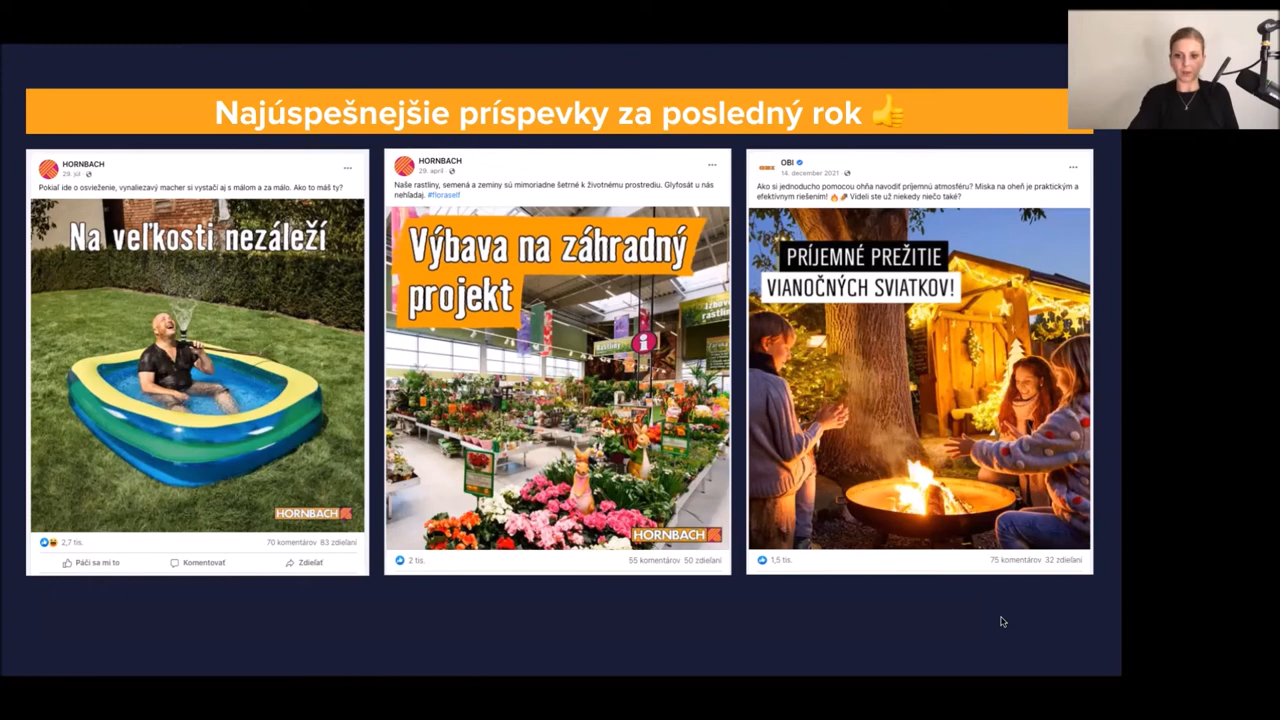 Najúspešnejšie príspevky za posledný rok 👍
HORNBACH
29. júl ·
Pokiaľ ide o osvieženie, vynaliezavý macher si vystačí aj s málom a za málo. Ako to máš ty?
Na veľkosti nezáleží
HORNBACH
2,7 tis.
70 komentárov 83 zdieľaní
Páči sa mi to
Komentovať
Zdieľať
HORNBACH
29. apríl ·
Naše rastliny, semená a zeminy sú mimoriadne šetrné k životnému prostrediu. Glyfosát u nás
nehľadaj. #floraself
Výbava na záhradný
projekt
Rastliny
i
HORNBACH
2 tis.
55 komentárov 50 zdieľaní
OBI
14. december 2021 ·
Ako si jednoducho pomocou ohňa navodiť príjemnú atmosféru? Miska na oheň je praktickým a
efektívnym riešením! 🔥🪵 Videli ste už niekedy niečo také?
PRÍJEMNÉ PREŽITIE
VIANOČNÝCH SVIATKOV!
1,5 tis.
75 komentárov 32 zdieľaní